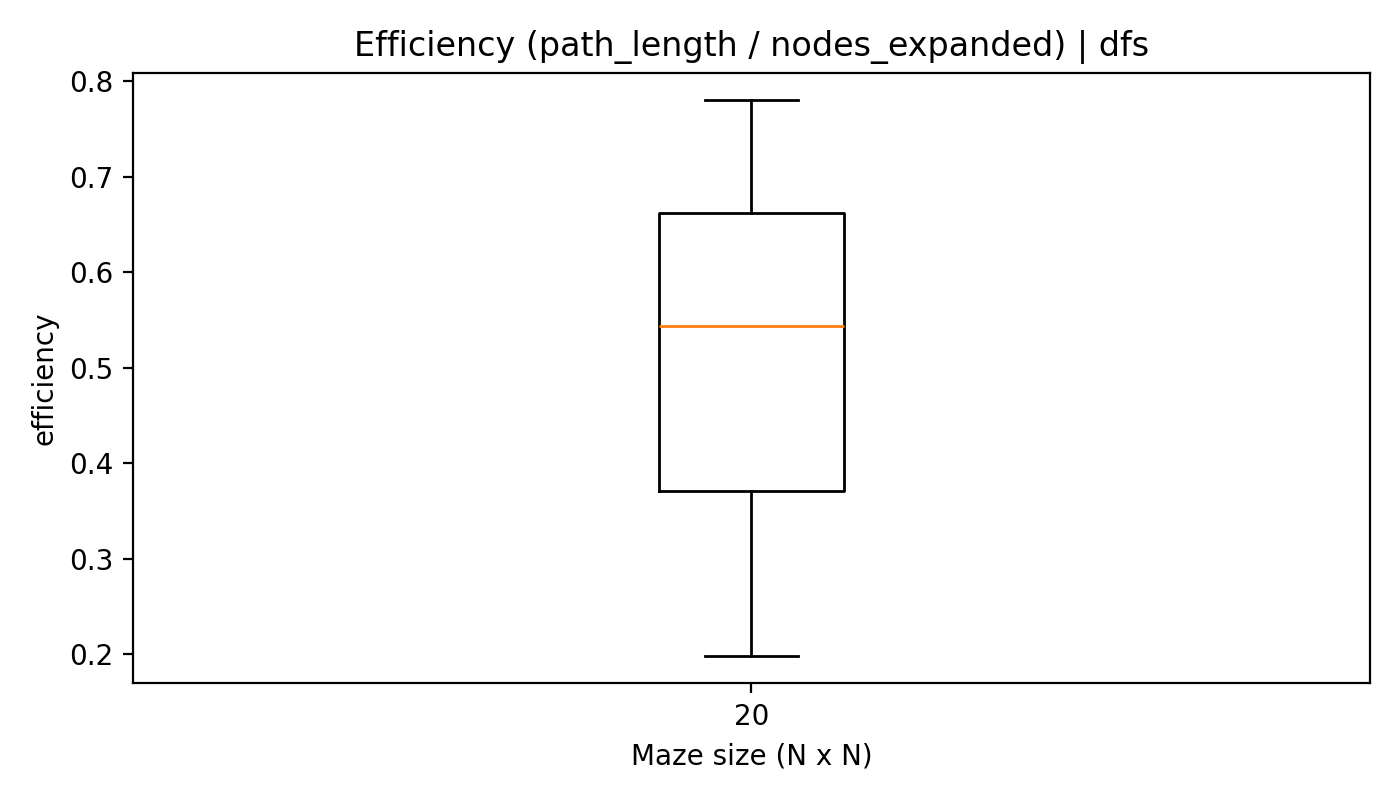 Efficiency (path_length / nodes_expanded) | dfs
0.8
0.7
0.6
0.5
0.4
0.3
0.2
efficiency
20
Maze size (N x N)